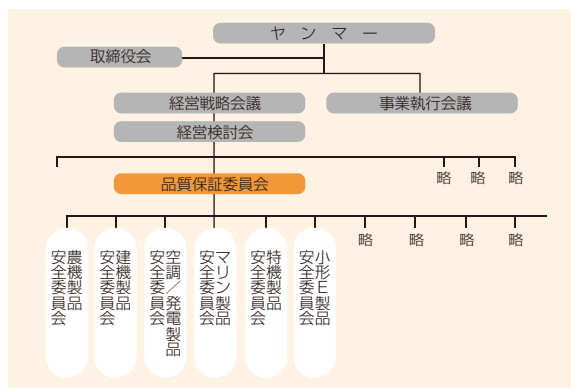 ヤンマー
取締役会
経営戦略会議
事業執行会議
経営検討会
略
略
略
品質保証委員会
略
略
略
略
農機製品
安全委員会
建機製品
安全委員会
空調／発電製品
安全委員会
マリン製品
安全委員会
特機製品
安全委員会
小形E製品
安全委員会